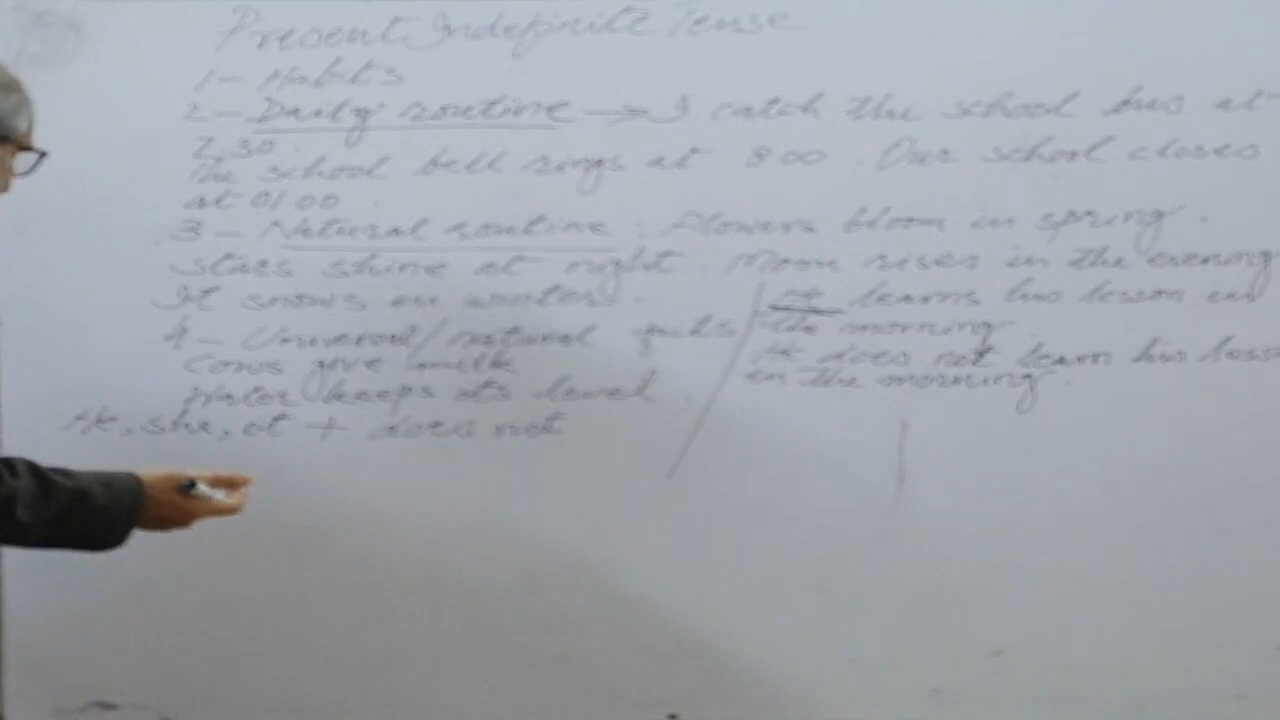 Present Indefinite Tense
1- Habits
2- Daily routine → I catch the school bus at
7.30.
The school bell rings at 800. Our school closes
at 0100.
3- Natural routine: Flowers bloom in spring.
Stars shine at night. Moon rises in the evening
It snows in winter.
4- Universal/natural facts
Cows give milk
Water keeps its level.
He, she, it + does not
He learns his lesson in
the morning
He does not learn his lesson
in the morning.